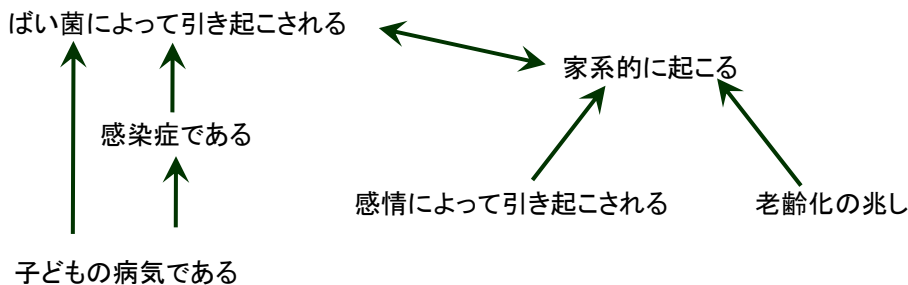 ばい菌によって引き起こされる
家系的に起こる
感染症である
感情によって引き起こされる
老齢化の兆し
子どもの病気である